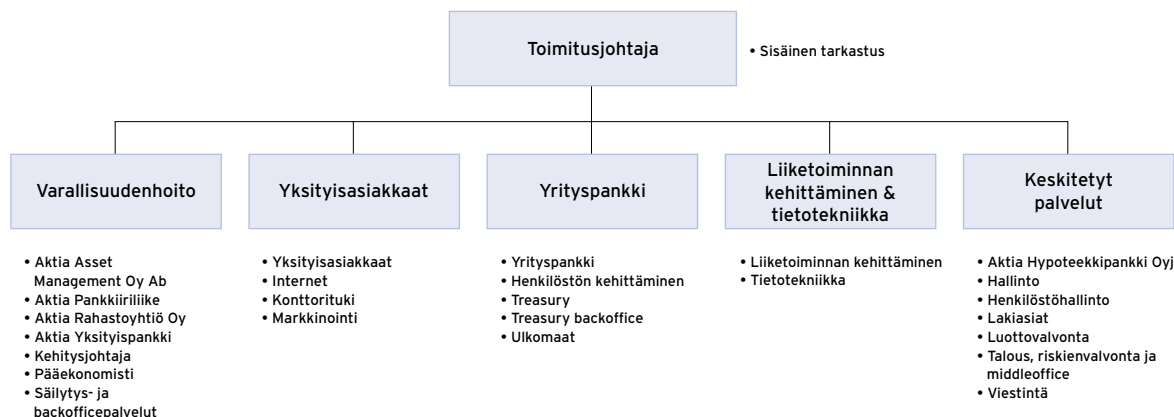 Toimitusjohtaja
• Sisäinen tarkastus
Varallisuudenhoito
• Aktia Asset
Management Oy Ab
• Aktia Pankkiiriliike
• Aktia Rahastoyhtiö Oy
• Aktia Yksityispankki
• Kehitysjohtaja
• Pääekonomisti
• Säilytys- ja
backofficepalvelut
Yksityisasiakkaat
• Yksityisasiakkaat
• Internet
• Konttorituki
• Markkinointi
Yrityspankki
• Yrityspankki
• Henkilöstön kehittäminen
• Treasury
• Treasury backoffice
• Ulkomaat
Liiketoiminnan
kehittäminen &
tietotekniikka
• Liiketoiminnan kehittäminen
• Tietotekniikka
Keskitetyt
palvelut
• Aktia Hypoteekkipankki Oyj
• Hallinto
• Henkilöstöhallinto
• Lakiasiat
• Luottovalvonta
• Talous, riskienvalvonta ja
middleoffice
• Viestintä